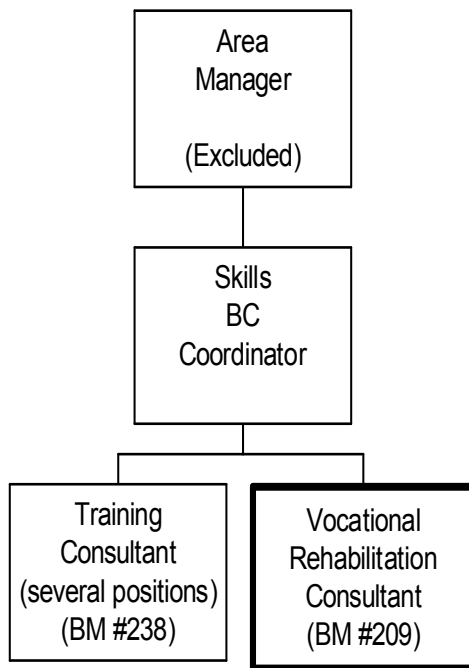 Area
Manager
(Excluded)
Skills
BC
Coordinator
Training
Consultant
(several positions)
(BM #238)
Vocational
Rehabilitation
Consultant
(BM #209)